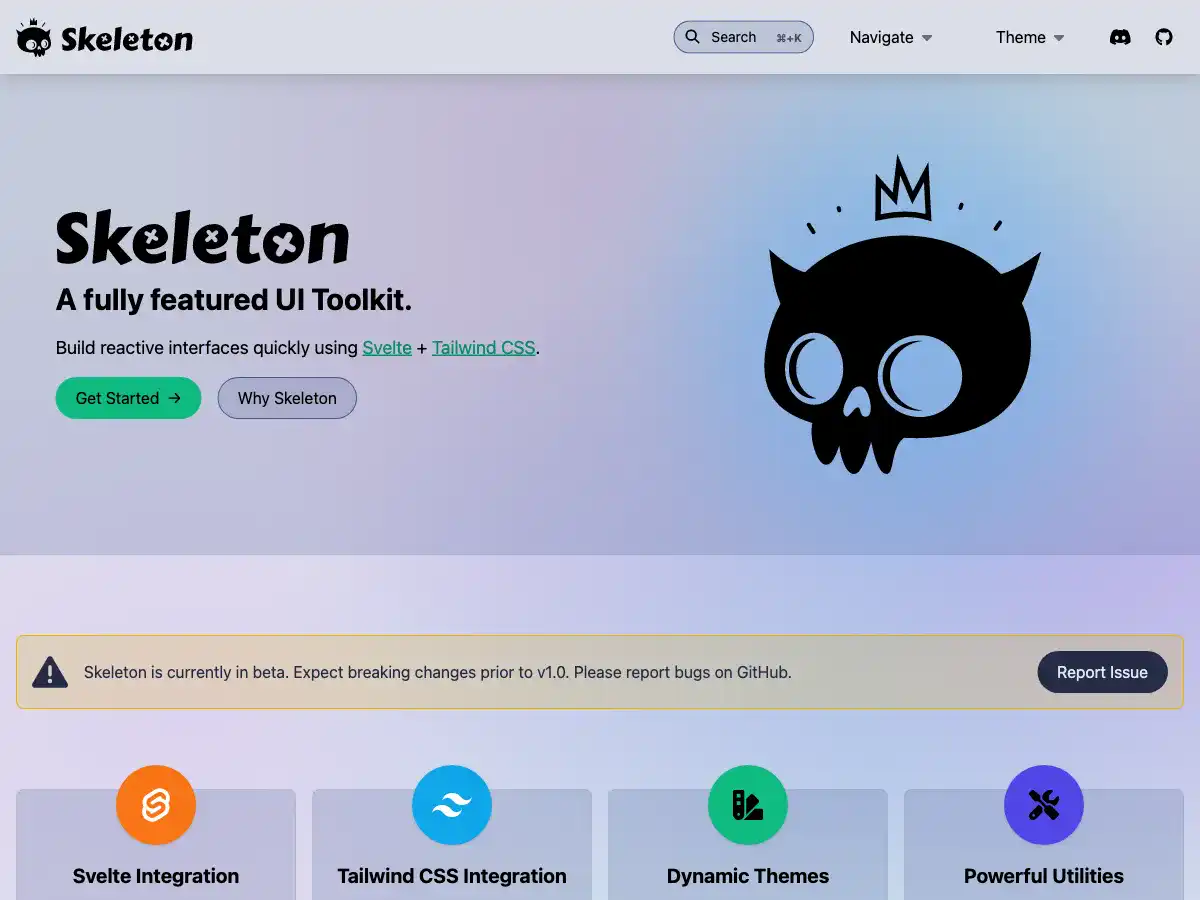 Skeleton
Search ⌘+K
Navigate
Theme
Skeleton
A fully featured UI Toolkit.
Build reactive interfaces quickly using Svelte + Tailwind CSS.
Get Started →
Why Skeleton
Skeleton is currently in beta. Expect breaking changes prior to v1.0. Please report bugs on GitHub.
Report Issue
Svelte Integration
Tailwind CSS Integration
Dynamic Themes
Powerful Utilities